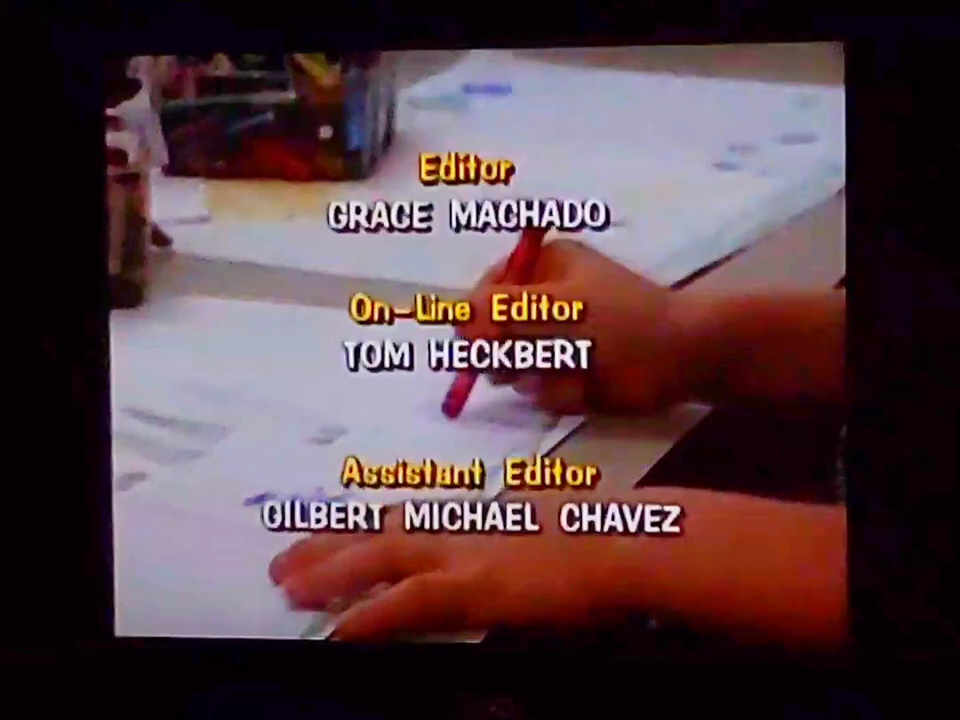 Editor
GRACE MACHADO
On-Line Editor
TOM HECKBERT
Assistant Editor
GILBERT MICHAEL CHAVEZ